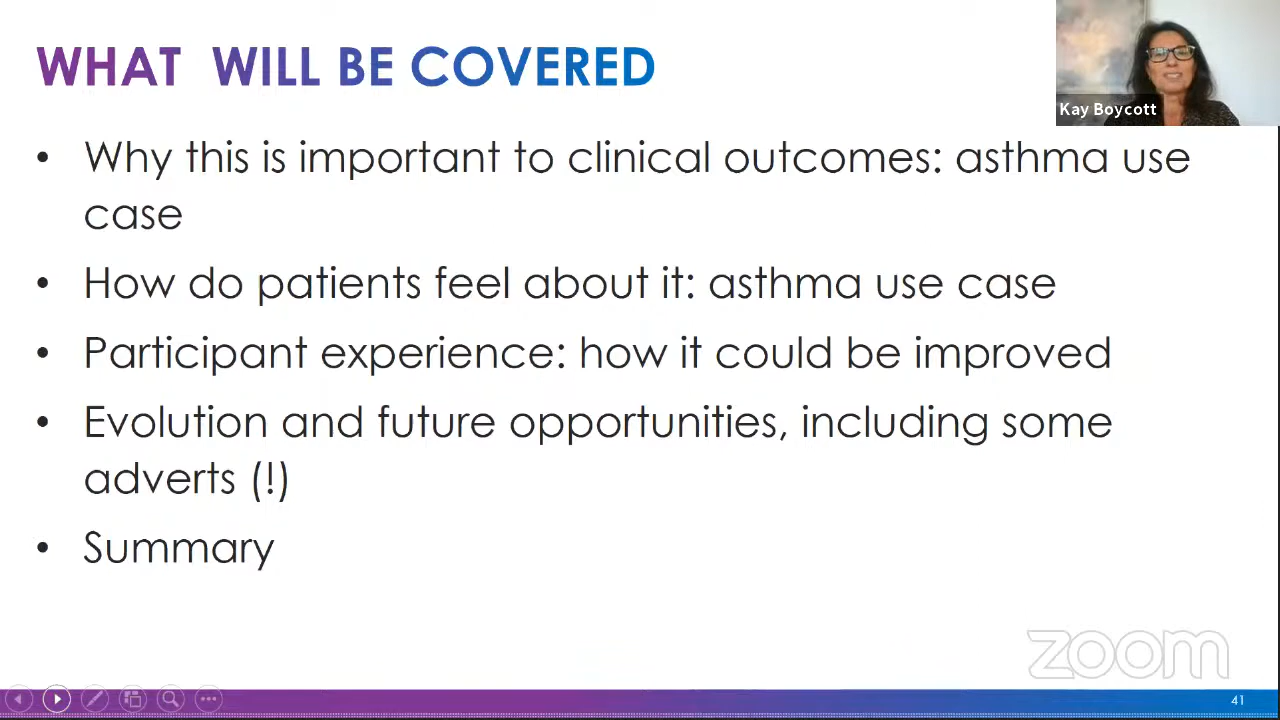 WHAT WILL BE COVERED
Kay Boycott
• Why this is important to clinical outcomes: asthma use
case
• How do patients feel about it: asthma use case
• Participant experience: how it could be improved
• Evolution and future opportunities, including some
adverts (!)
• Summary
zoom
41